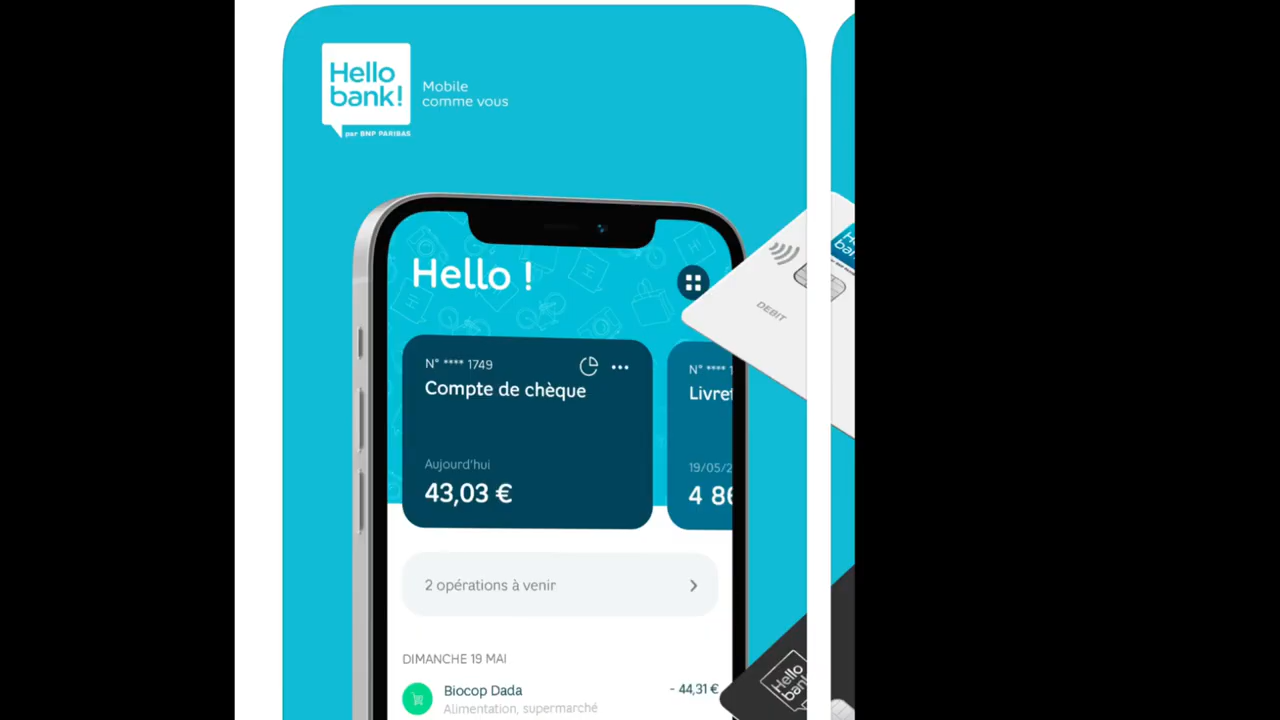 Hello
bank!
par BNP PARIBAS
Mobile
comme vous
Hello !
DEBIT
N° **** 1749
Compte de chèque
Aujourd'hui
43,03 €
N° ****
Livret
19/05/2
4 86
2 opérations à venir
DIMANCHE 19 MAI
Biocop Dada
- 44,31 €
Alimentation, supermarché
Hello
bank